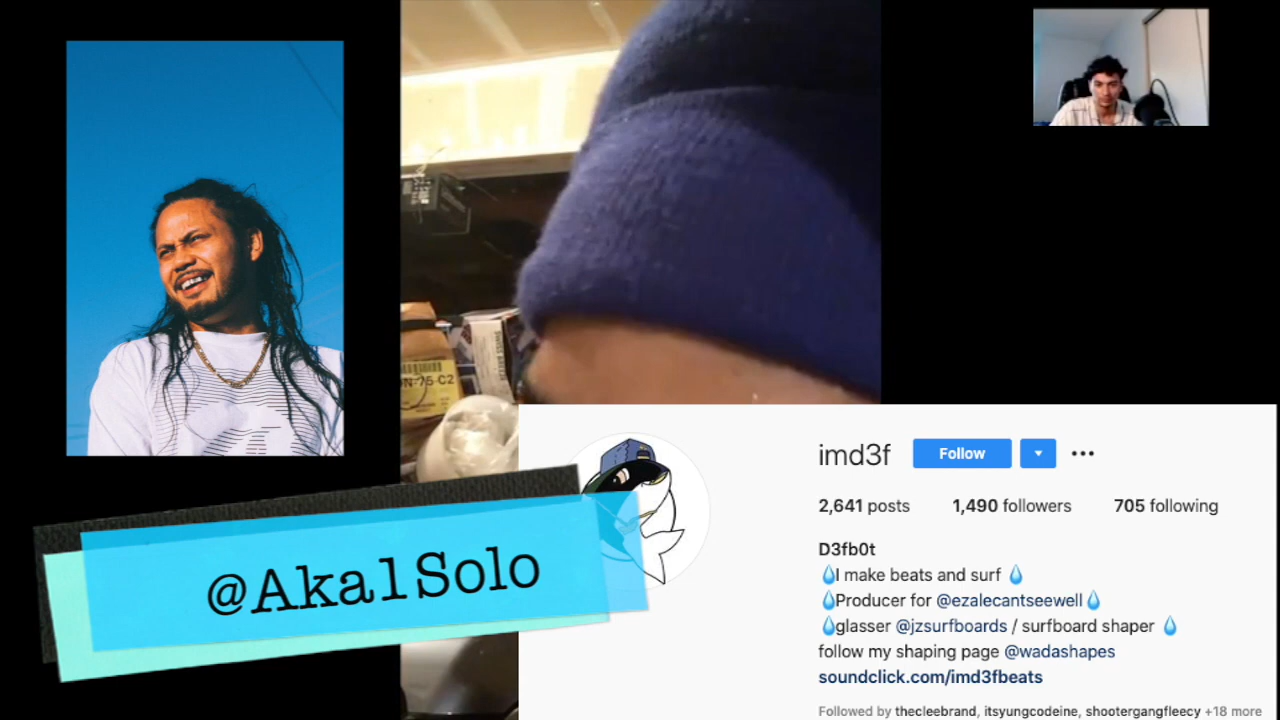 @Aka1Solo
imd3f
Follow
2,641 posts 1,490 followers 705 following
D3fb0t
💧I make beats and surf 💧
💧Producer for @ezalecantseewell💧
💧glasser @jzsurfboards / surfboard shaper 💧
follow my shaping page @wadashapes
soundclick.com/imd3fbeats
Followed by thecleebrand, itsyungcodeine, shootergangfleecy +18 more